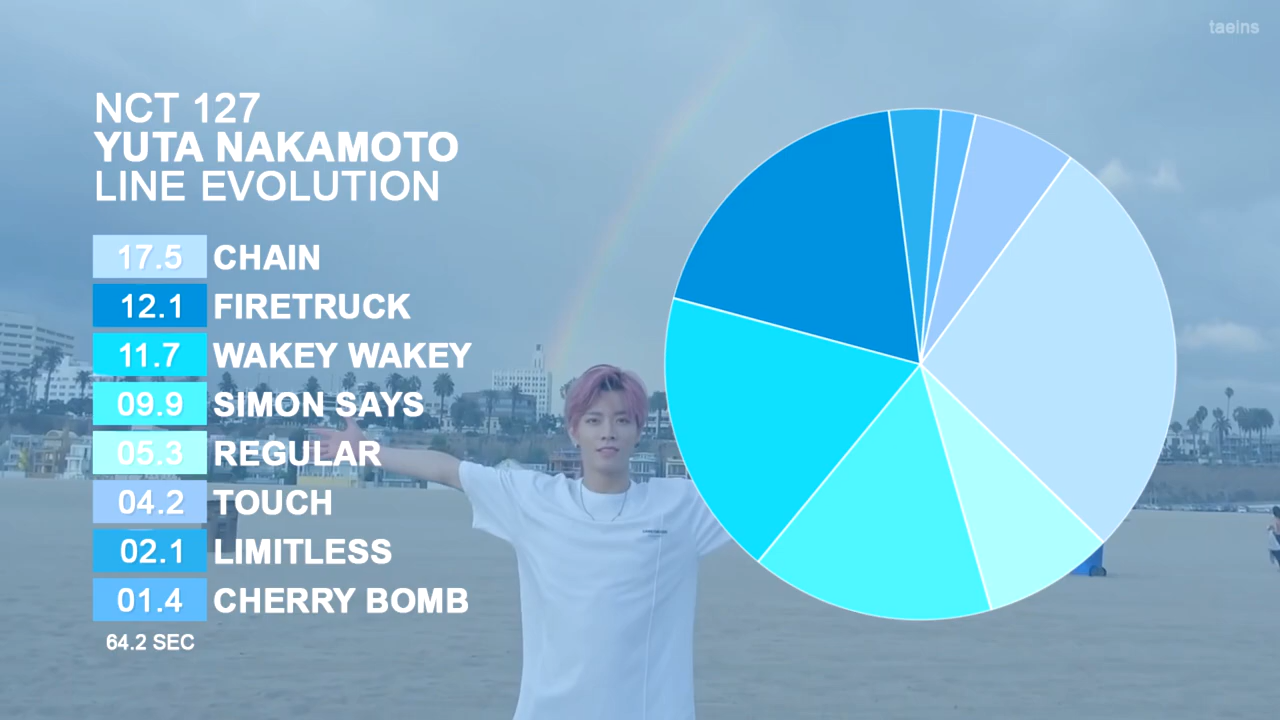 taeins
NCT 127
YUTA NAKAMOTO
LINE EVOLUTION
17.5 CHAIN
12.1 FIRETRUCK
11.7 WAKEY WAKEY
09.9 SIMON SAYS
05.3 REGULAR
04.2 TOUCH
02.1 LIMITLESS
01.4 CHERRY BOMB
64.2 SEC